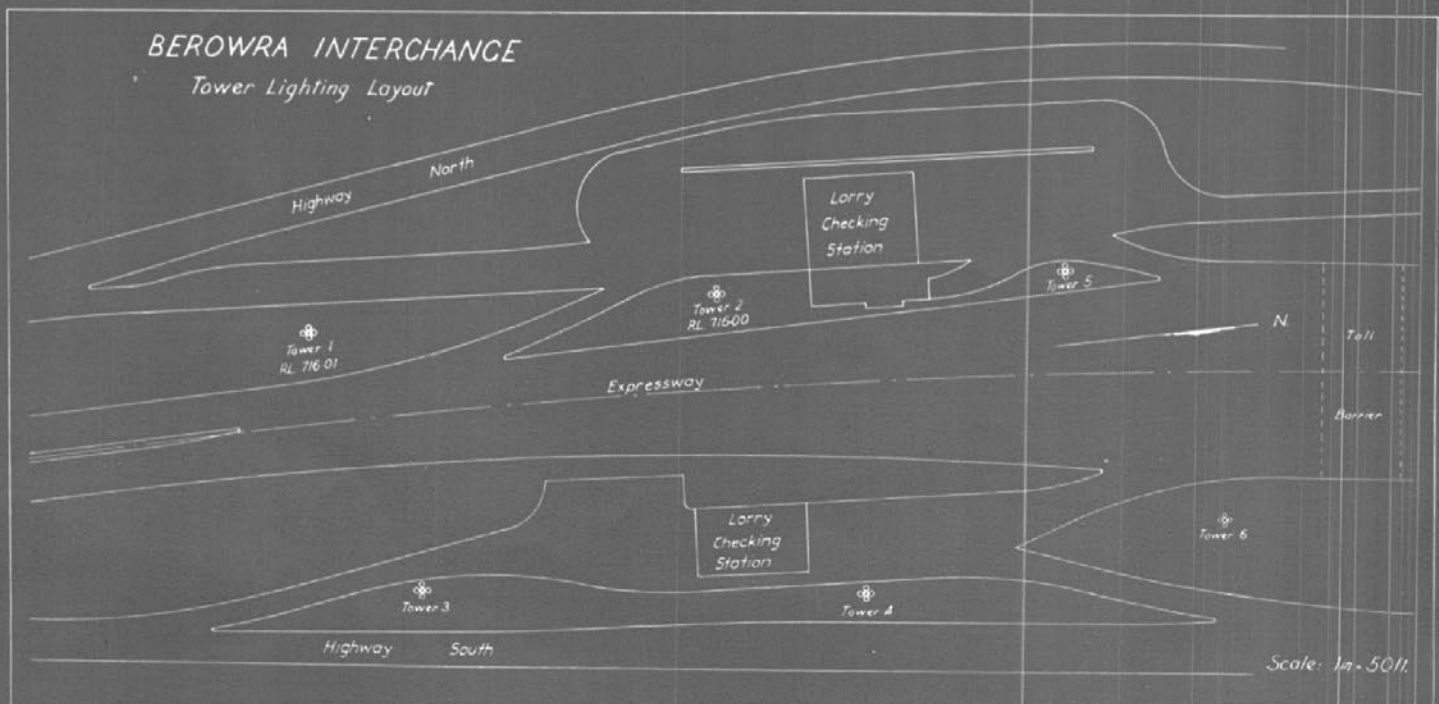 BEROWRA INTERCHANGE
Tower Lighting Layout
Highway North
Lorry
Checking
Station
Tower 5
Tower 2
RL 716·00
Tower 1
RL 716·01
N.
Toll
Barrier
Expressway
Lorry
Checking
Station
Tower 6
Tower 3
Tower 4
Highway South
Scale: 1in - 50ft.